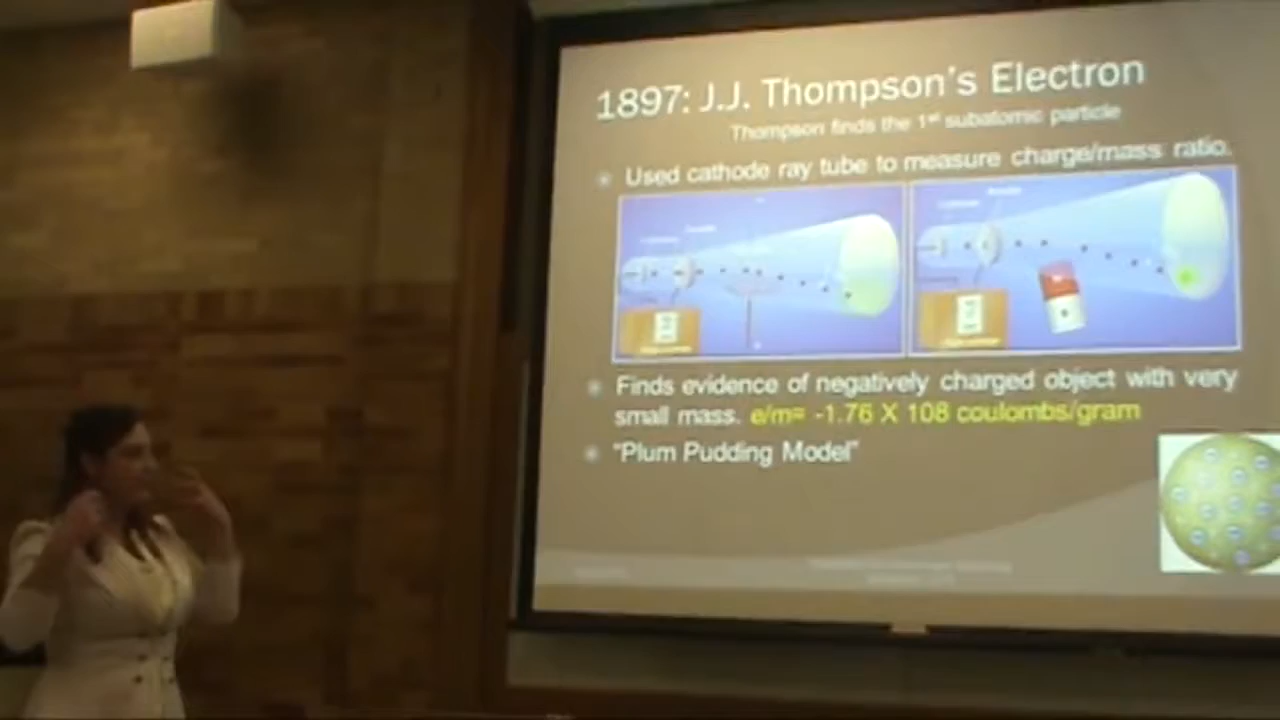 1897: J.J. Thompson's Electron
Thompson finds the 1st subatomic particle
Used cathode ray tube to measure charge/mass ratio.
Finds evidence of negatively charged object with very
small mass. e/m= -1.76 X 108 coulombs/gram
"Plum Pudding Model"